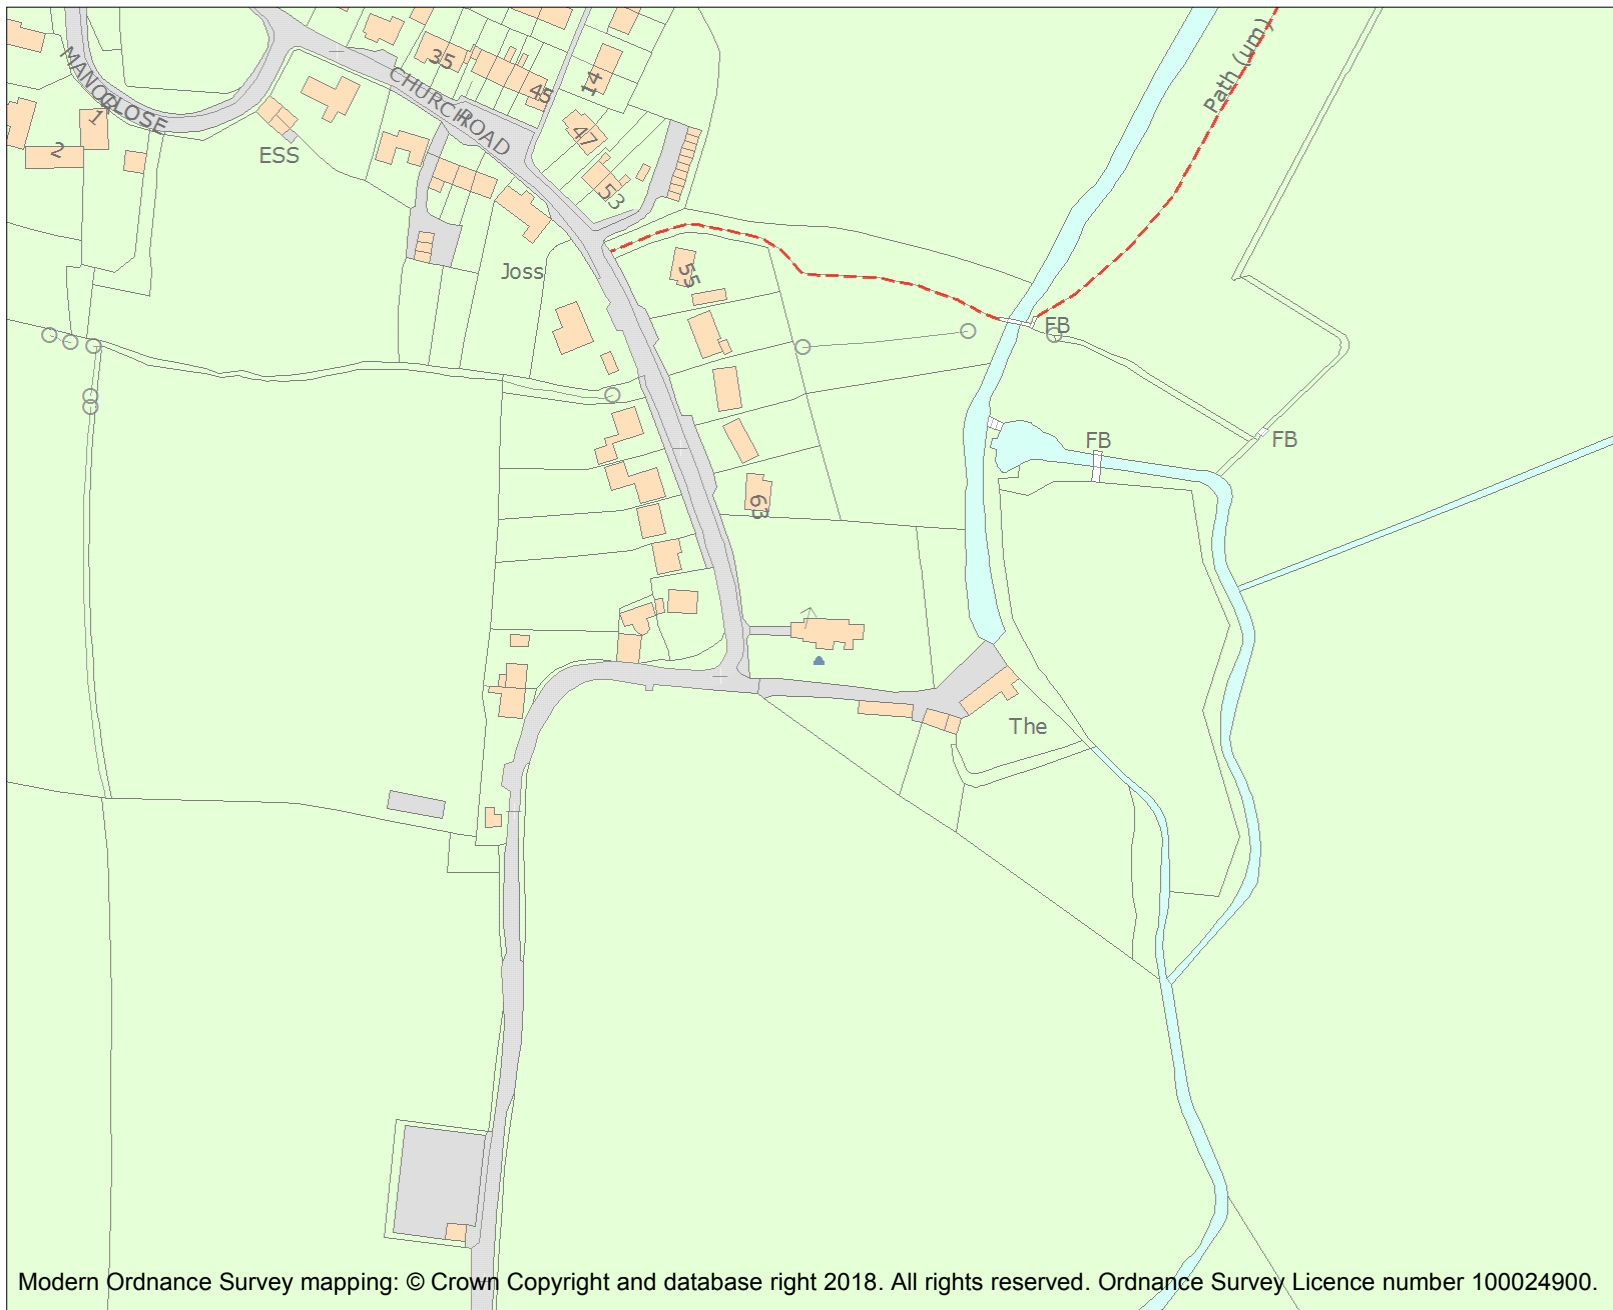 MANOR
CLOSE
1
2
ESS
35
CHURCH
ROAD
45
14
47
53
Joss
55
Path (um)
FB
FB
FB
63
The
Modern Ordnance Survey mapping: © Crown Copyright and database right 2018. All rights reserved. Ordnance Survey Licence number 100024900.